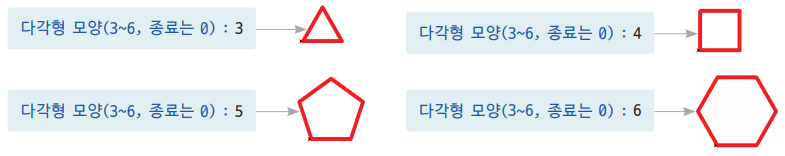 다각형 모양(3~6, 종료는 0) : 3
다각형 모양(3~6, 종료는 0) : 4
다각형 모양(3~6, 종료는 0) : 5
다각형 모양(3~6, 종료는 0) : 6